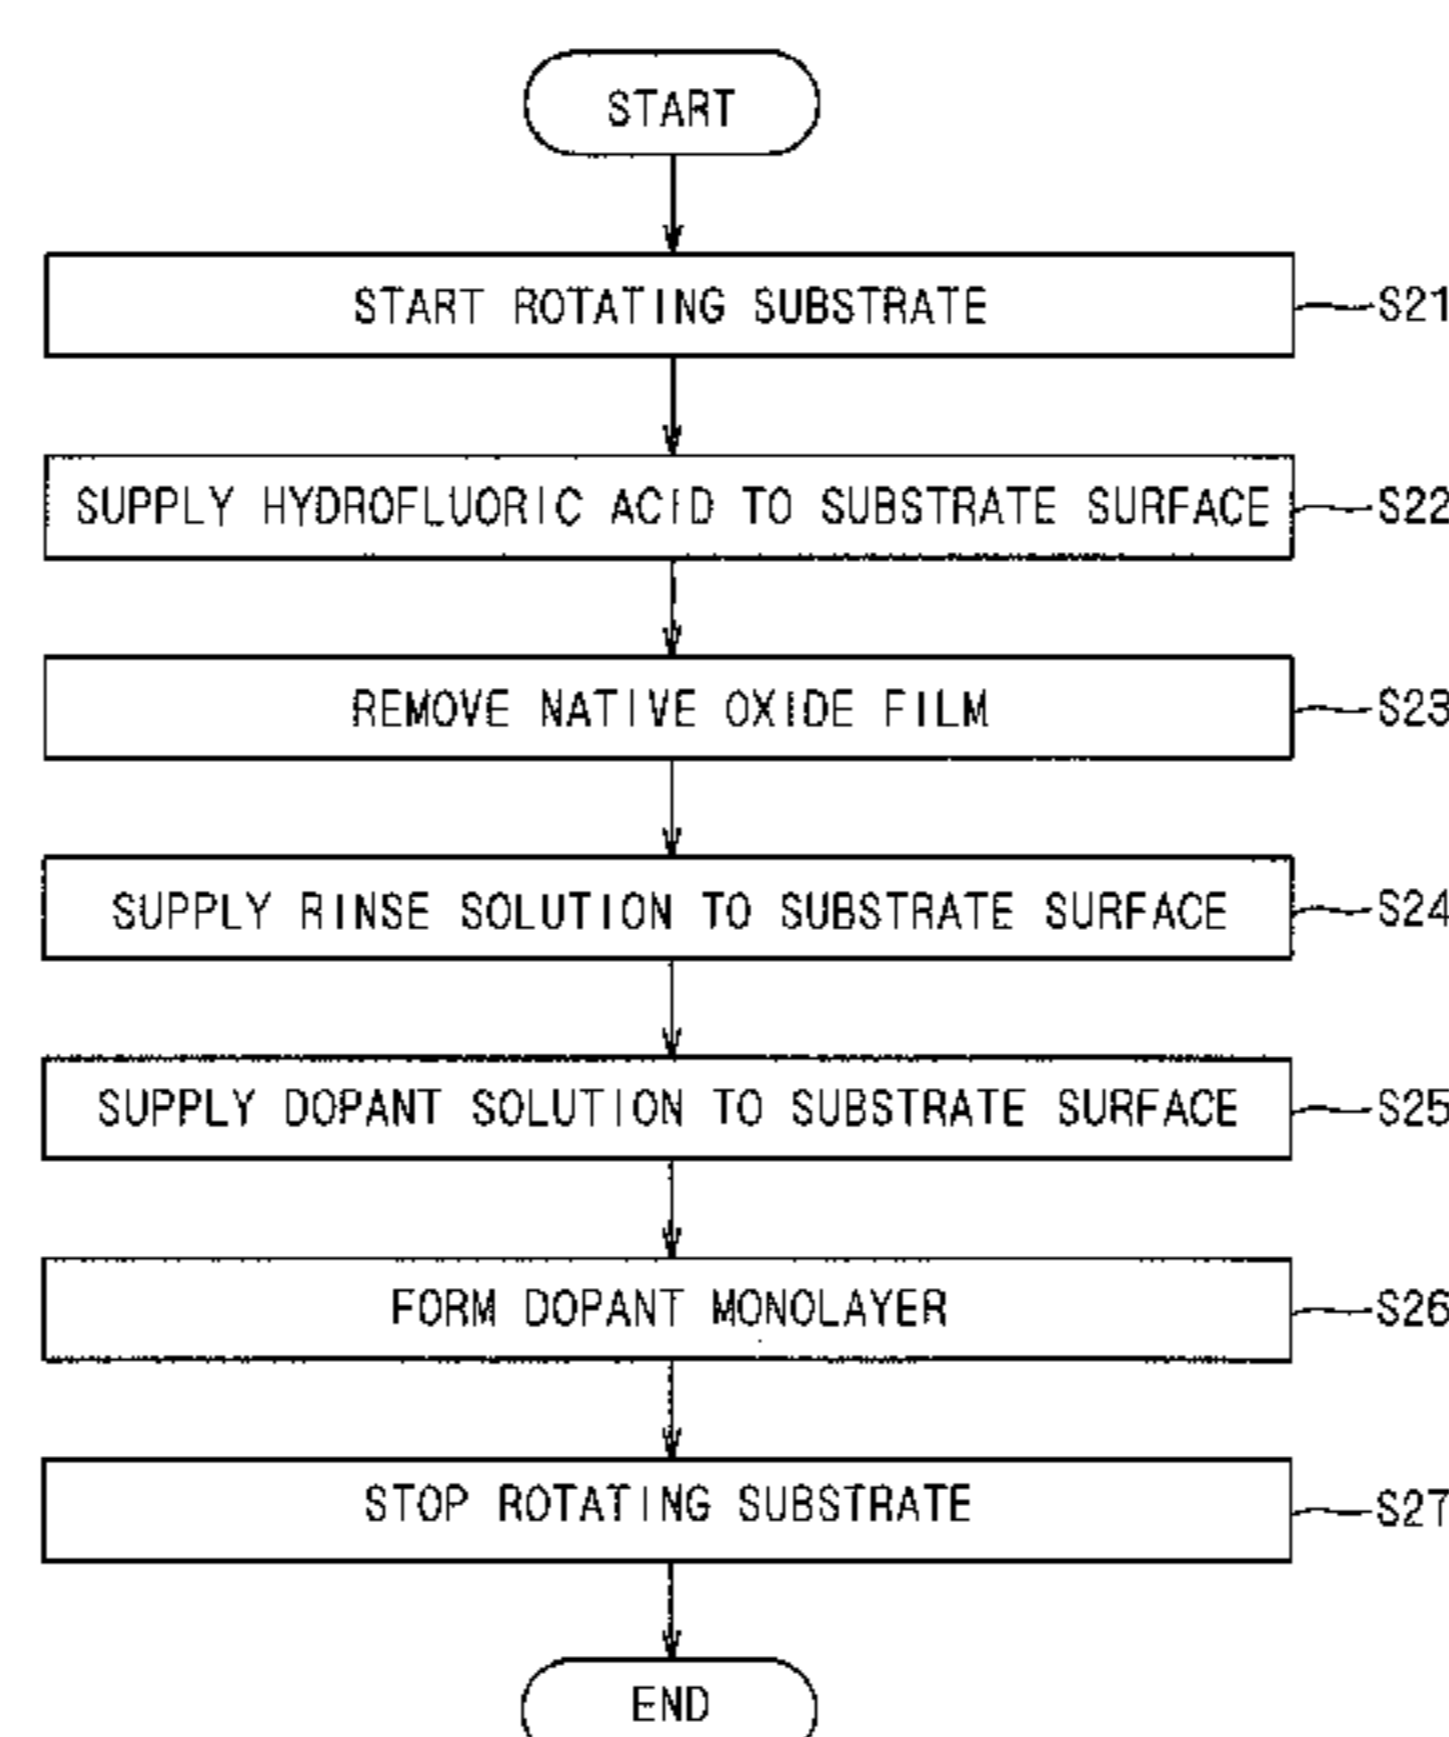 START
START ROTATING SUBSTRATE S21
SUPPLY HYDROFLUORIC ACID TO SUBSTRATE SURFACE S22
REMOVE NATIVE OXIDE FILM S23
SUPPLY RINSE SOLUTION TO SUBSTRATE SURFACE S24
SUPPLY DOPANT SOLUTION TO SUBSTRATE SURFACE S25
FORM DOPANT MONOLAYER S26
STOP ROTATING SUBSTRATE S27
END